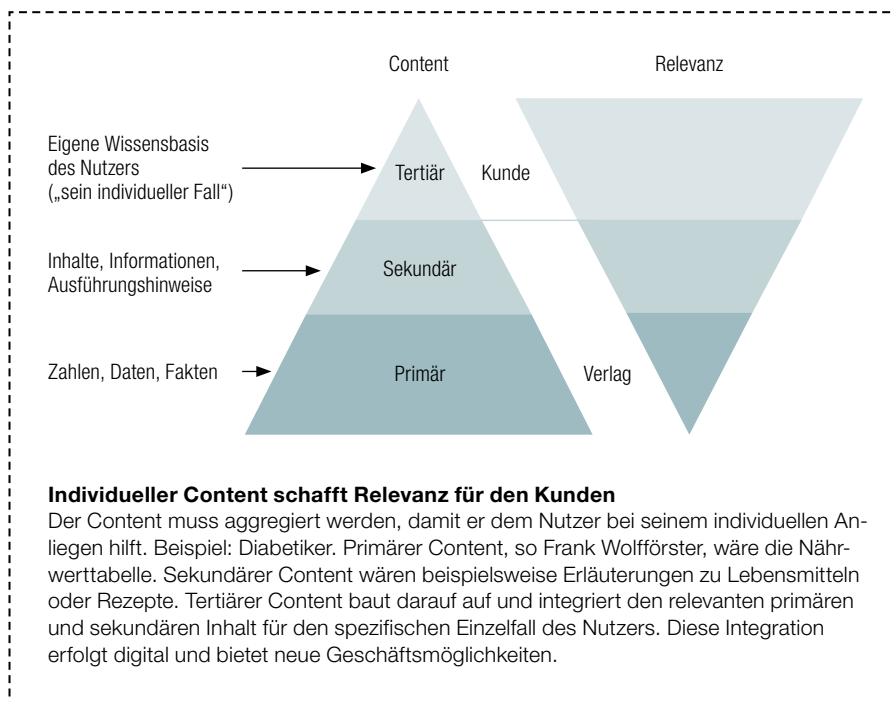 Content Relevanz
Eigene Wissensbasis
des Nutzers
(„sein individueller Fall“)
Tertiär Kunde
Inhalte, Informationen,
Ausführungshinweise
Sekundär
Zahlen, Daten, Fakten
Primär Verlag
Individueller Content schafft Relevanz für den Kunden
Der Content muss aggregiert werden, damit er dem Nutzer bei seinem individuellen An-
liegen hilft. Beispiel: Diabetiker. Primärer Content, so Frank Wolfförster, wäre die Nähr-
werttabelle. Sekundärer Content wären beispielsweise Erläuterungen zu Lebensmitteln
oder Rezepte. Tertiärer Content baut darauf auf und integriert den relevanten primären
und sekundären Inhalt für den spezifischen Einzelfall des Nutzers. Diese Integration
erfolgt digital und bietet neue Geschäftsmöglichkeiten.